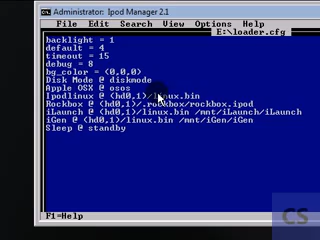 Administrator: Ipod Manager 2.1
File Edit Search View Options Help
E:\loader.cfg
backlight = 1
default = 4
timeout = 15
debug = 8
bg_color = (0,0,0)
Disk Mode @ diskmode
Apple OSX @ osos
Ipodlinux @ (hd0,1)/linux.bin
Rockbox @ (hd0,1)/.rockbox/rockbox.ipod
iLaunch @ (hd0,1)/linux.bin /mnt/iLaunch/iLaunch
iGen @ (hd0,1)/linux.bin /mnt/iGen/iGen
Sleep @ standby
F1=Help
CS